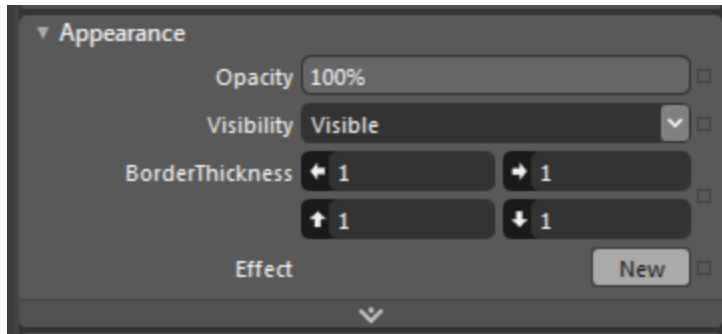 Appearance
Opacity 100%
Visibility Visible
BorderThickness 1 1
1 1
Effect New